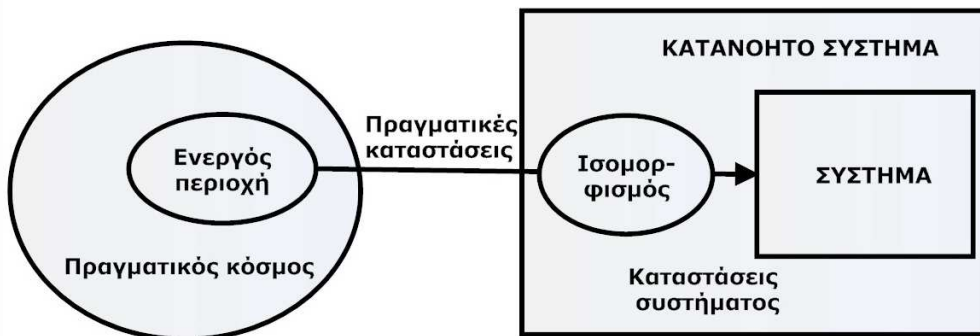 ΚΑΤΑΝΟΗΤΟ ΣΥΣΤΗΜΑ
Πραγματικές
καταστάσεις
Ενεργός
περιοχή
Ισομορ-
φισμός
ΣΥΣΤΗΜΑ
Πραγματικός κόσμος
Καταστάσεις
συστήματος